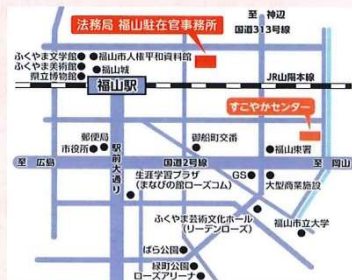 至 神辺
国道313号線
法務局 福山駐在官事務所
ふくやま文学館
ふくやま美術館
県立博物館
福山市人権平和資料館
福山城
JR山陽本線
福山駅
すこやかセンター
郵便局
市役所
駅前大通り
御船町交番
福山東署
至 広島
国道2号線
至 岡山
生涯学習プラザ
(まなびの館ローズコム)
GS
大型商業施設
ふくやま芸術文化ホール
(リーデンローズ)
福山市立大学
ばら公園
緑町公園
ローズアリーナ